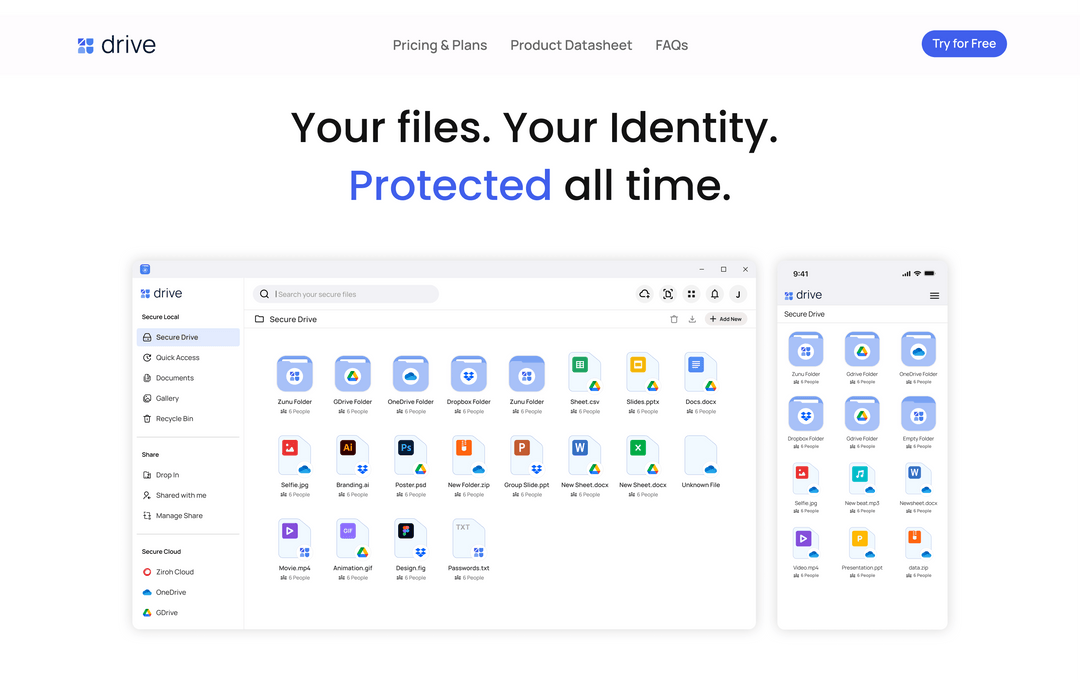 drive
Pricing & Plans Product Datasheet FAQs
Try for Free
Your files. Your Identity.
Protected all time.
drive
Secure Local
Secure Drive
Quick Access
Documents
Gallery
Recycle Bin
Share
Drop In
Shared with me
Manage Share
Secure Cloud
Ziroh Cloud
OneDrive
GDrive
Search your secure files
J
Secure Drive
Add New
Zunu Folder GDrive Folder OneDrive Folder Dropbox Folder Zunu Folder Sheet.csv Slides.pptx Docs.docx
6 People 6 People 6 People 6 People 6 People 6 People 6 People 6 People
Ai Ps P W X
Selfie.jpg Branding.ai Poster.psd New Folder.zip Group Slide.ppt New Sheet.docx New Sheet.docx Unknown File
6 People 6 People 6 People 6 People 6 People 6 People 6 People
GIF TXT
Movie.mp4 Animation.gif Design.fig Passwords.txt
6 People 6 People 6 People 6 People
9:41
drive
Secure Drive
Zunu Folder Gdrive Folder OneDrive Folder
6 People 6 People 6 People
Dropbox Folder Gdrive Folder Empty Folder
6 People 6 People 6 People
W
Selfie.jpg New beat.mp3 Newsheet.docx
6 People 6 People 6 People
P
Video.mp4 Presentation.ppt data.zip
6 People 6 People 6 People